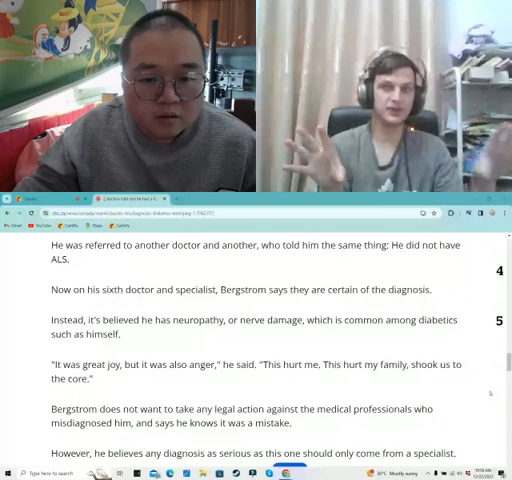 He was referred to another doctor and another, who told him the same thing: He did not have
ALS.
4
Now on his sixth doctor and specialist, Bergstrom says they are certain of the diagnosis.
Instead, it's believed he has neuropathy, or nerve damage, which is common among diabetics
5
such as himself.
"It was great joy, but it was also anger," he said. "This hurt me. This hurt my family, shook us to
the core."
Bergstrom does not want to take any legal action against the medical professionals who
misdiagnosed him, and says he knows it was a mistake.
However, he believes any diagnosis as serious as this one should only come from a specialist.
Type here to search
Mostly sunny